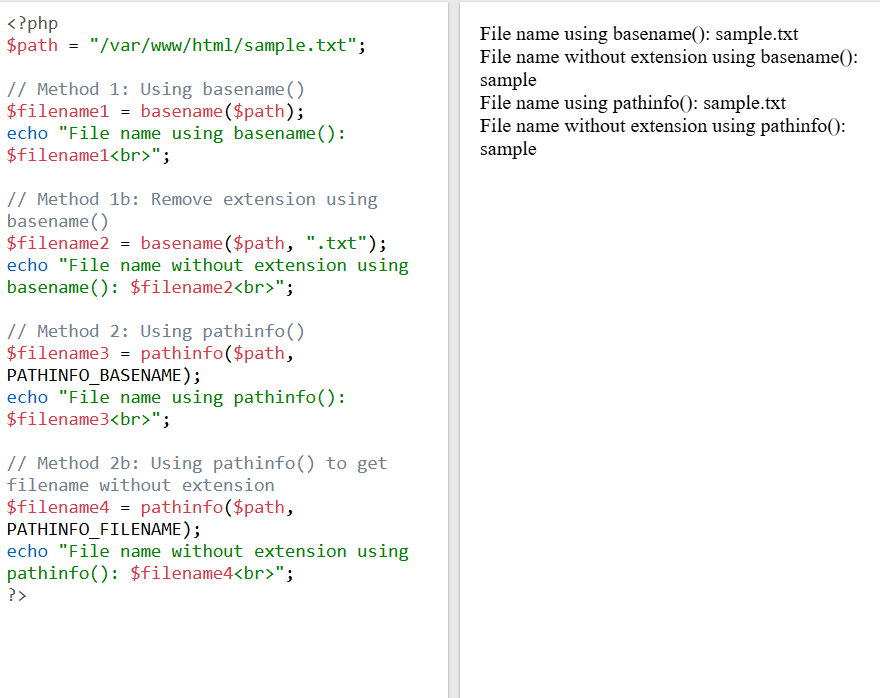 <?php
$path = "/var/www/html/sample.txt";

// Method 1: Using basename()
$filename1 = basename($path);
echo "File name using basename():
$filename1<br>";

// Method 1b: Remove extension using
basename()
$filename2 = basename($path, ".txt");
echo "File name without extension using
basename(): $filename2<br>";

// Method 2: Using pathinfo()
$filename3 = pathinfo($path,
PATHINFO_BASENAME);
echo "File name using pathinfo():
$filename3<br>";

// Method 2b: Using pathinfo() to get
filename without extension
$filename4 = pathinfo($path,
PATHINFO_FILENAME);
echo "File name without extension using
pathinfo(): $filename4<br>";
?>
File name using basename(): sample.txt
File name without extension using basename():
sample
File name using pathinfo(): sample.txt
File name without extension using pathinfo():
sample